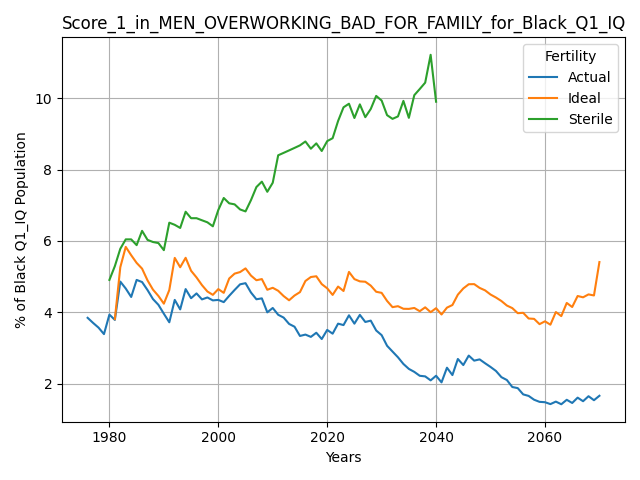 Score_1_in_MEN_OVERWORKING_BAD_FOR_FAMILY_for_Black_Q1_IQ
Fertility
Actual
Ideal
Sterile
% of Black Q1_IQ Population
10
8
6
4
2
1980 2000 2020 2040 2060
Years